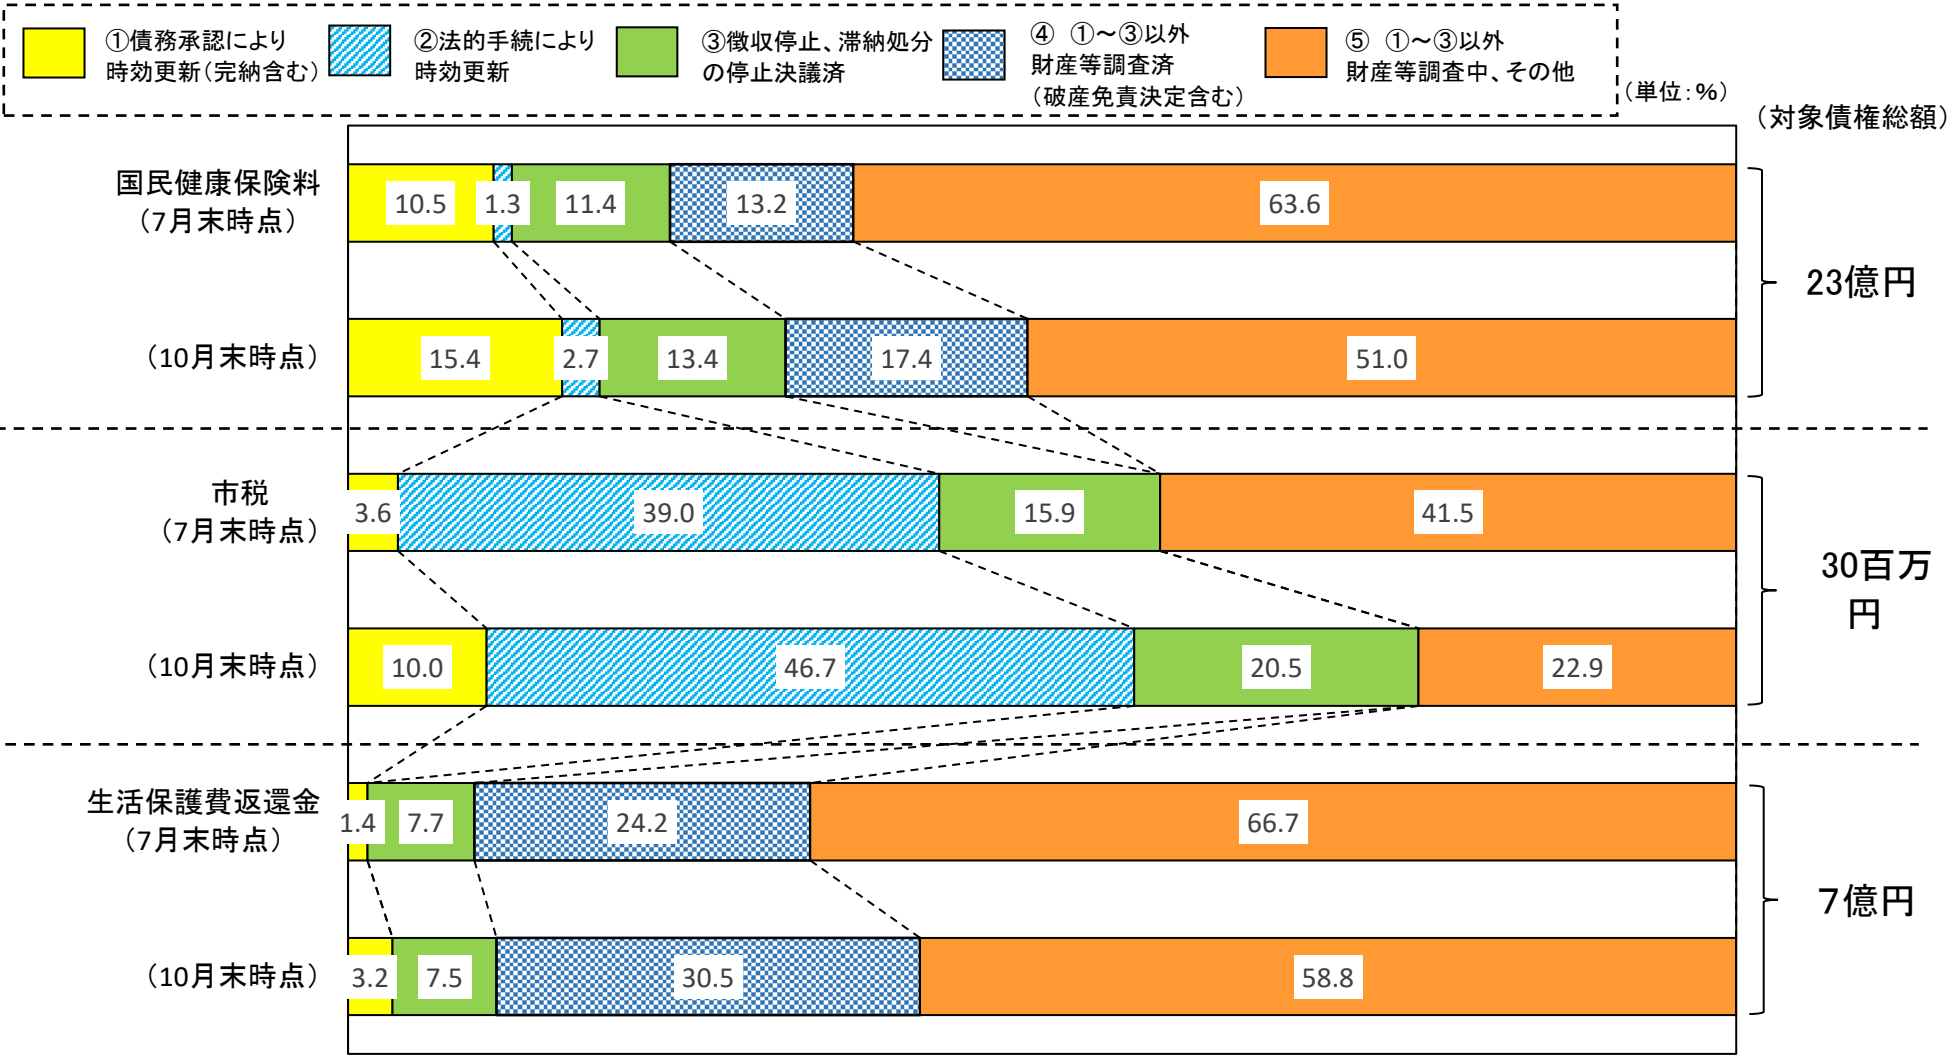 ①債務承認により
時効更新(完納含む)
②法的手続により
時効更新
③徴収停止、滞納処分
の停止決議済
④ ①～③以外
財産等調査済
(破産免責決定含む)
⑤ ①～③以外
財産等調査中、その他
(単位:%)
(対象債権総額)
国民健康保険料
(7月末時点)
10.5
1.3
11.4
13.2
63.6
23億円
(10月末時点)
15.4
2.7
13.4
17.4
51.0
市税
(7月末時点)
3.6
39.0
15.9
41.5
30百万
円
(10月末時点)
10.0
46.7
20.5
22.9
生活保護費返還金
(7月末時点)
1.4
7.7
24.2
66.7
7億円
(10月末時点)
3.2
7.5
30.5
58.8